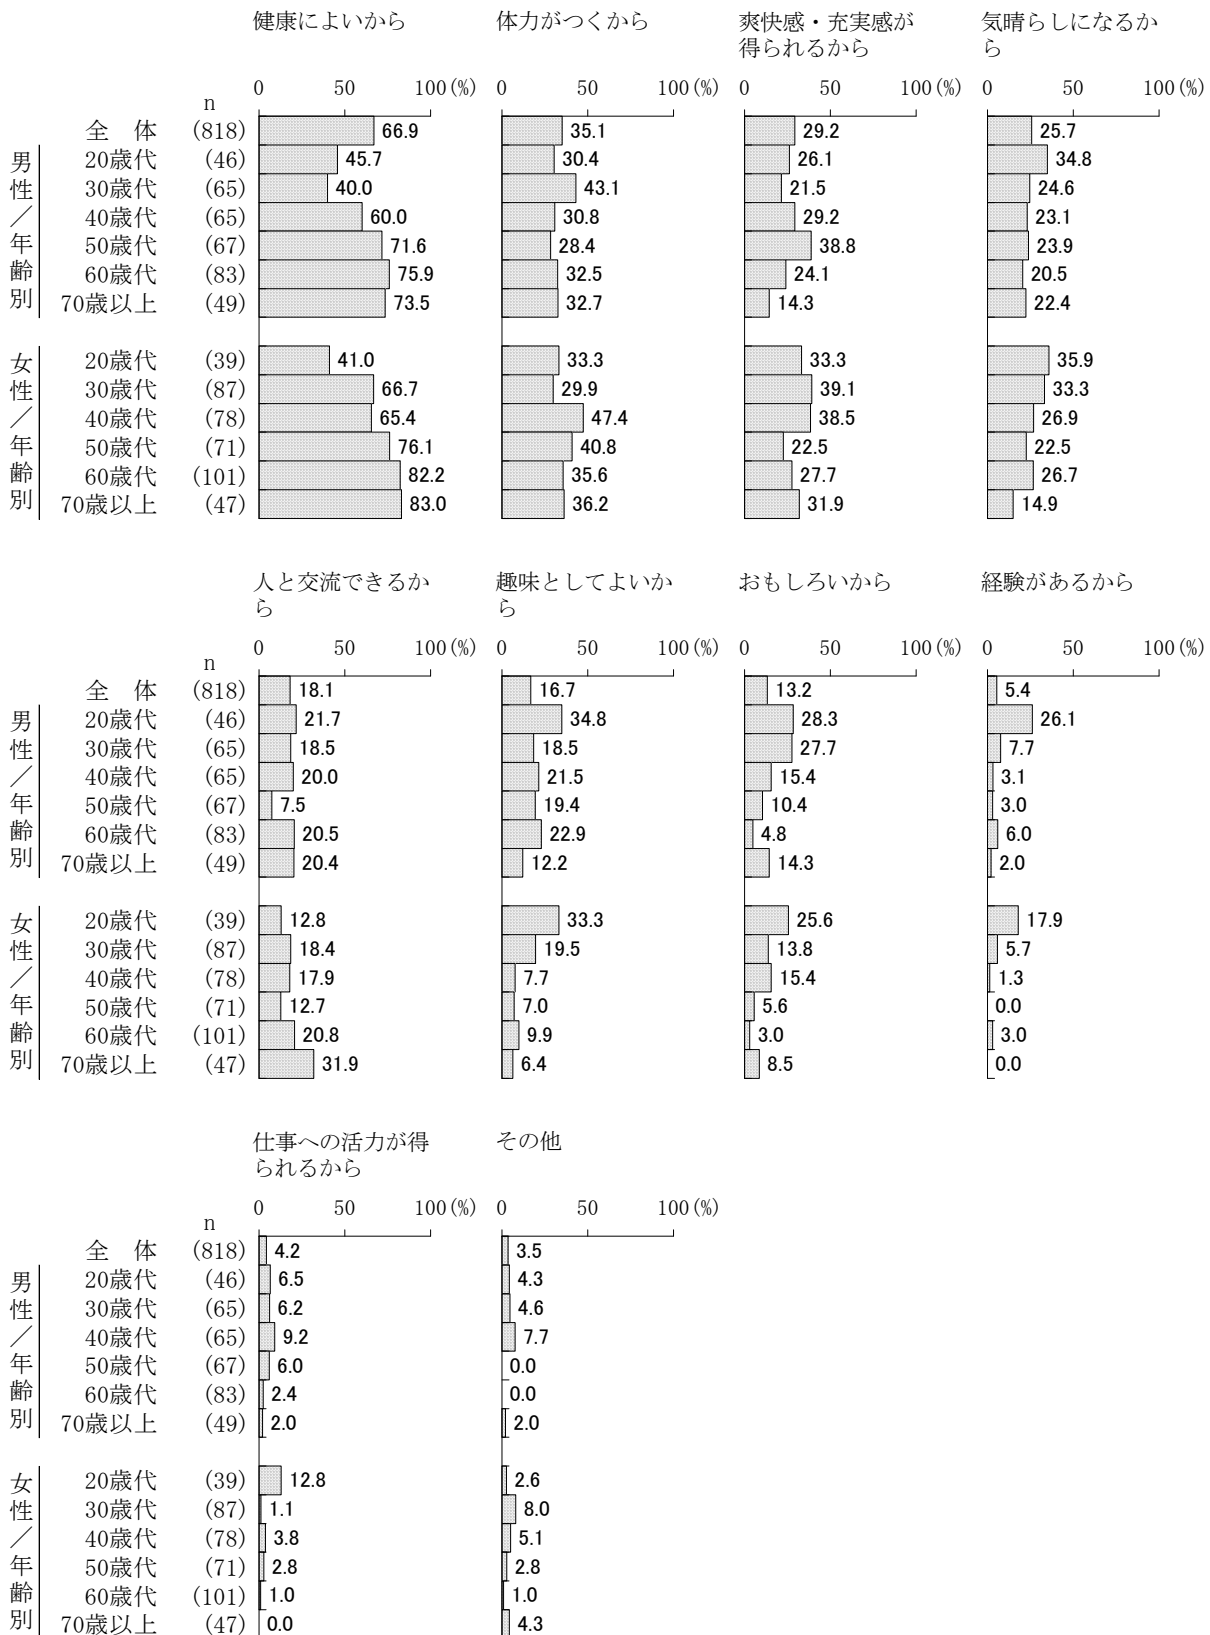 健康によいから 体力がつくから 爽快感・充実感が 気晴らしになるか
得られるから ら
0 50 100(%) 0 50 100(%) 0 50 100(%) 0 50 100(%)
n
全 体 (818) 66.9 35.1 29.2 25.7
男性／年齢別
20歳代 (46) 45.7 30.4 26.1 34.8
30歳代 (65) 40.0 43.1 21.5 24.6
40歳代 (65) 60.0 30.8 29.2 23.1
50歳代 (67) 71.6 28.4 38.8 23.9
60歳代 (83) 75.9 32.5 24.1 20.5
70歳以上 (49) 73.5 32.7 14.3 22.4
女性／年齢別
20歳代 (39) 41.0 33.3 33.3 35.9
30歳代 (87) 66.7 29.9 39.1 33.3
40歳代 (78) 65.4 47.4 38.5 26.9
50歳代 (71) 76.1 40.8 22.5 22.5
60歳代 (101) 82.2 35.6 27.7 26.7
70歳以上 (47) 83.0 36.2 31.9 14.9
人と交流できるか 趣味としてよいか おもしろいから 経験があるから
ら ら
0 50 100(%) 0 50 100(%) 0 50 100(%) 0 50 100(%)
n
全 体 (818) 18.1 16.7 13.2 5.4
男性／年齢別
20歳代 (46) 21.7 34.8 28.3 26.1
30歳代 (65) 18.5 18.5 27.7 7.7
40歳代 (65) 20.0 21.5 15.4 3.1
50歳代 (67) 7.5 19.4 10.4 3.0
60歳代 (83) 20.5 22.9 4.8 6.0
70歳以上 (49) 20.4 12.2 14.3 2.0
女性／年齢別
20歳代 (39) 12.8 33.3 25.6 17.9
30歳代 (87) 18.4 19.5 13.8 5.7
40歳代 (78) 17.9 7.7 15.4 1.3
50歳代 (71) 12.7 7.0 5.6 0.0
60歳代 (101) 20.8 9.9 3.0 3.0
70歳以上 (47) 31.9 6.4 8.5 0.0
仕事への活力が得 その他
られるから
0 50 100(%) 0 50 100(%)
n
全 体 (818) 4.2 3.5
男性／年齢別
20歳代 (46) 6.5 4.3
30歳代 (65) 6.2 4.6
40歳代 (65) 9.2 7.7
50歳代 (67) 6.0 0.0
60歳代 (83) 2.4 0.0
70歳以上 (49) 2.0 2.0
女性／年齢別
20歳代 (39) 12.8 2.6
30歳代 (87) 1.1 8.0
40歳代 (78) 3.8 5.1
50歳代 (71) 2.8 2.8
60歳代 (101) 1.0 1.0
70歳以上 (47) 0.0 4.3